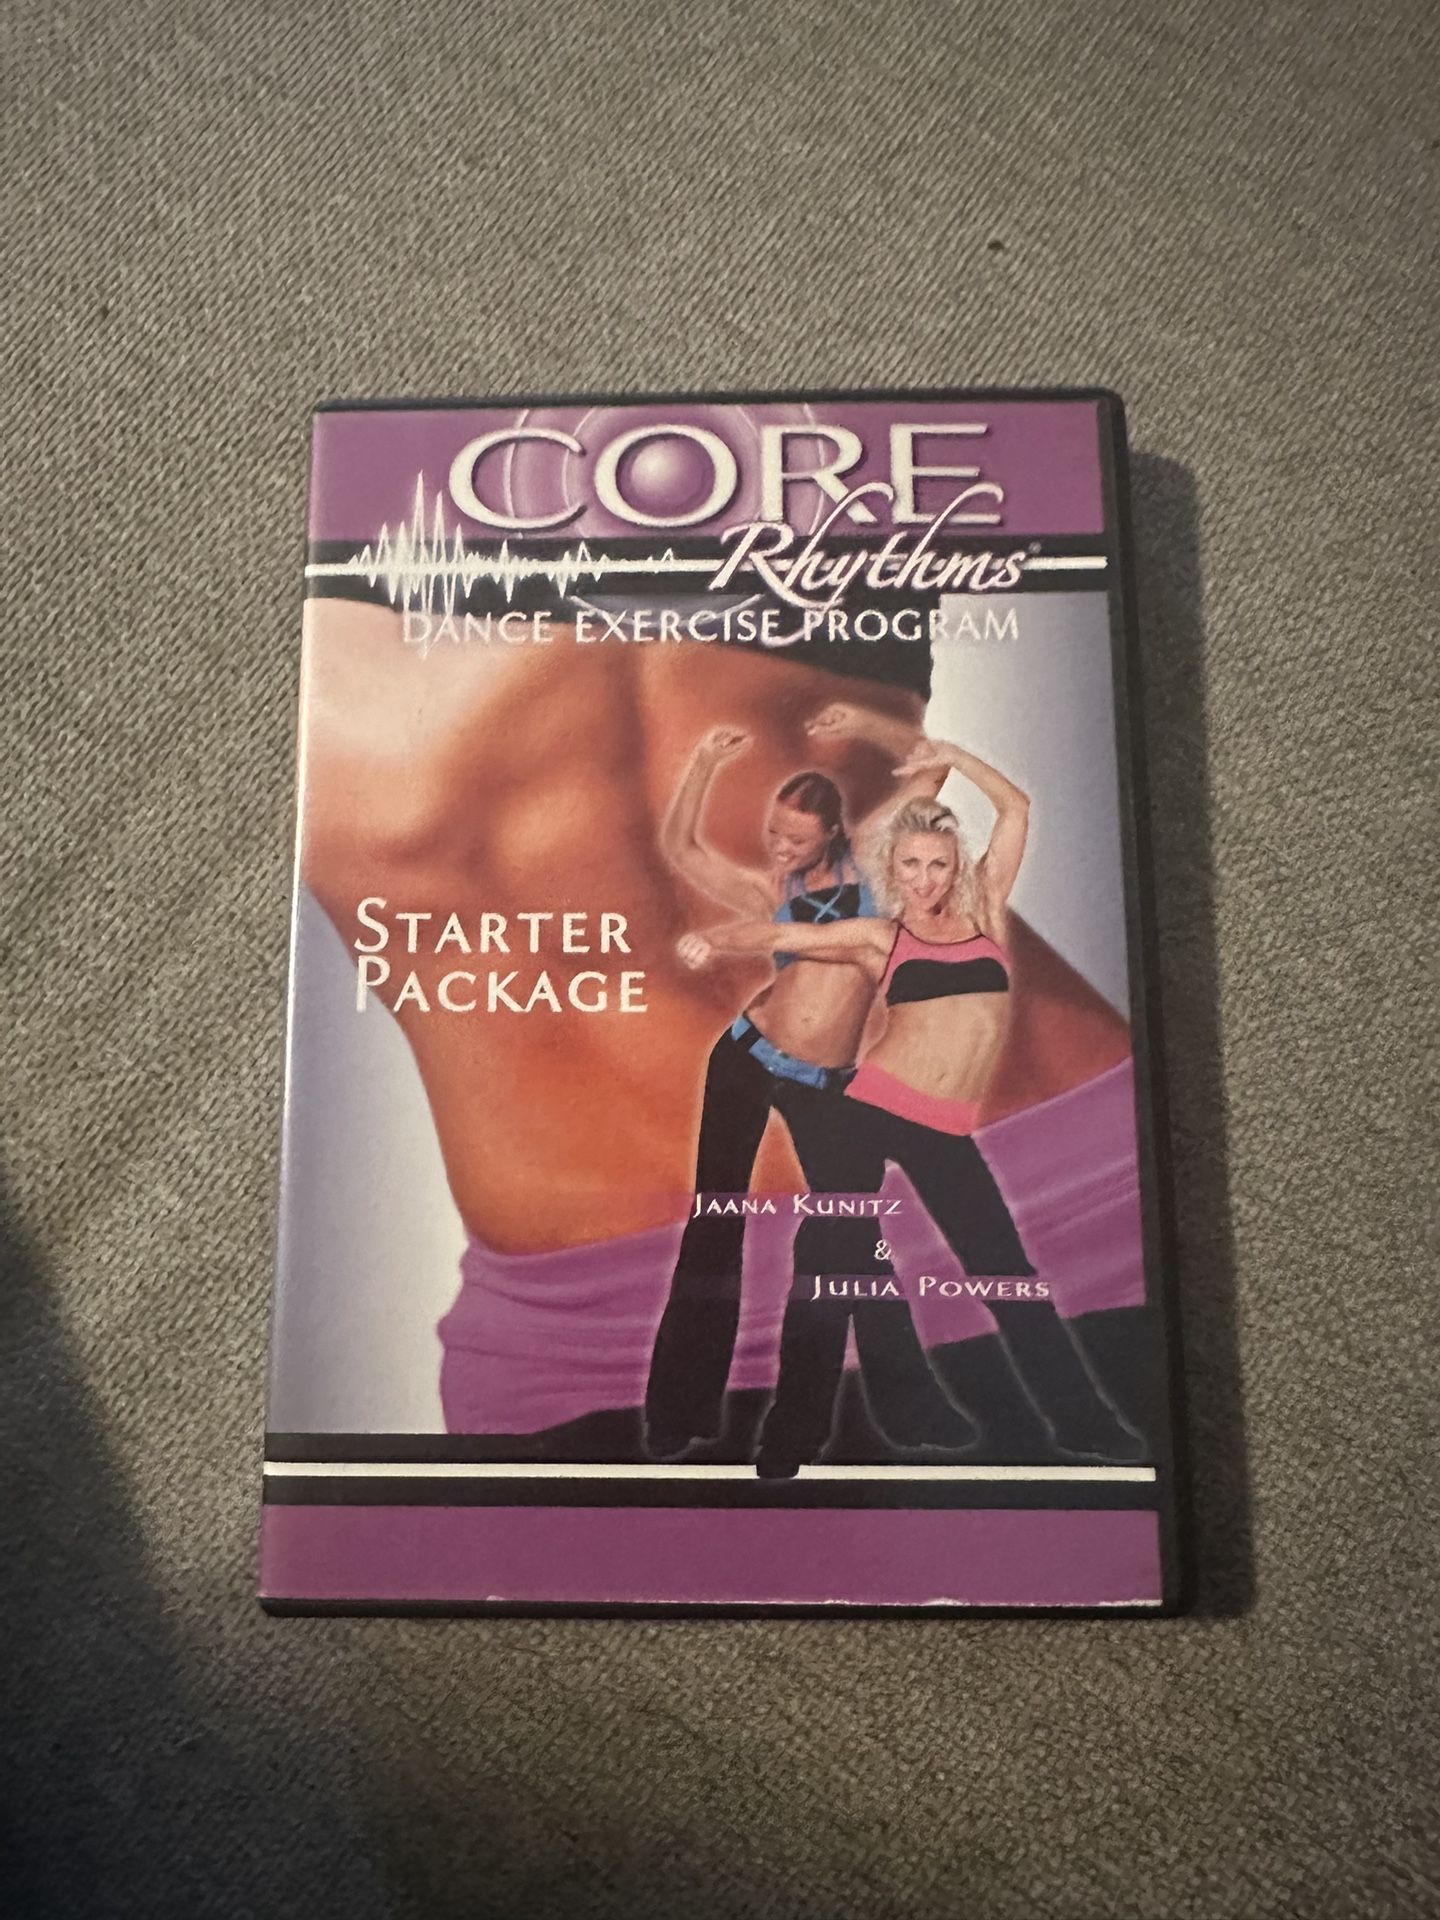 CORE
Rhythms®
DANCE EXERCISE PROGRAM
STARTER
PACKAGE
JAANA KUNITZ
&
JULIA POWERS